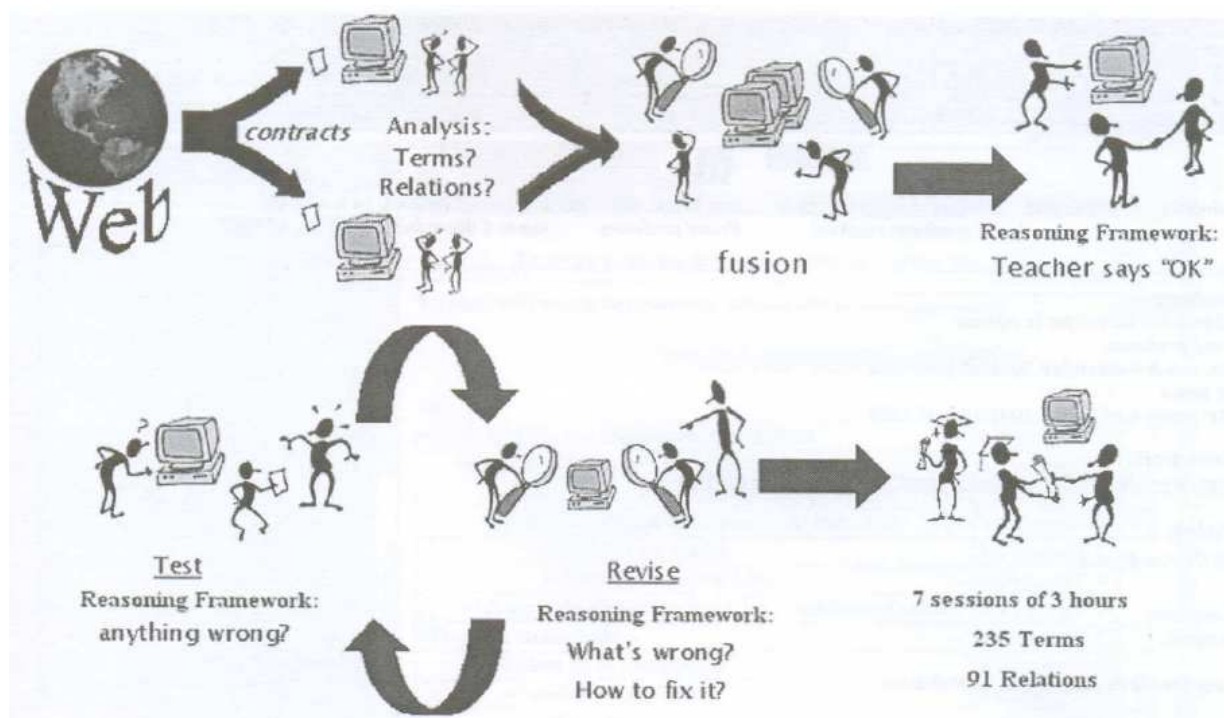 Web
contracts
Analysis:
Terms?
Relations?
fusion
Reasoning Framework:
Teacher says "OK"
Test
Reasoning Framework:
anything wrong?
Revise
Reasoning Framework:
What's wrong?
How to fix it?
7 sessions of 3 hours
235 Terms
91 Relations